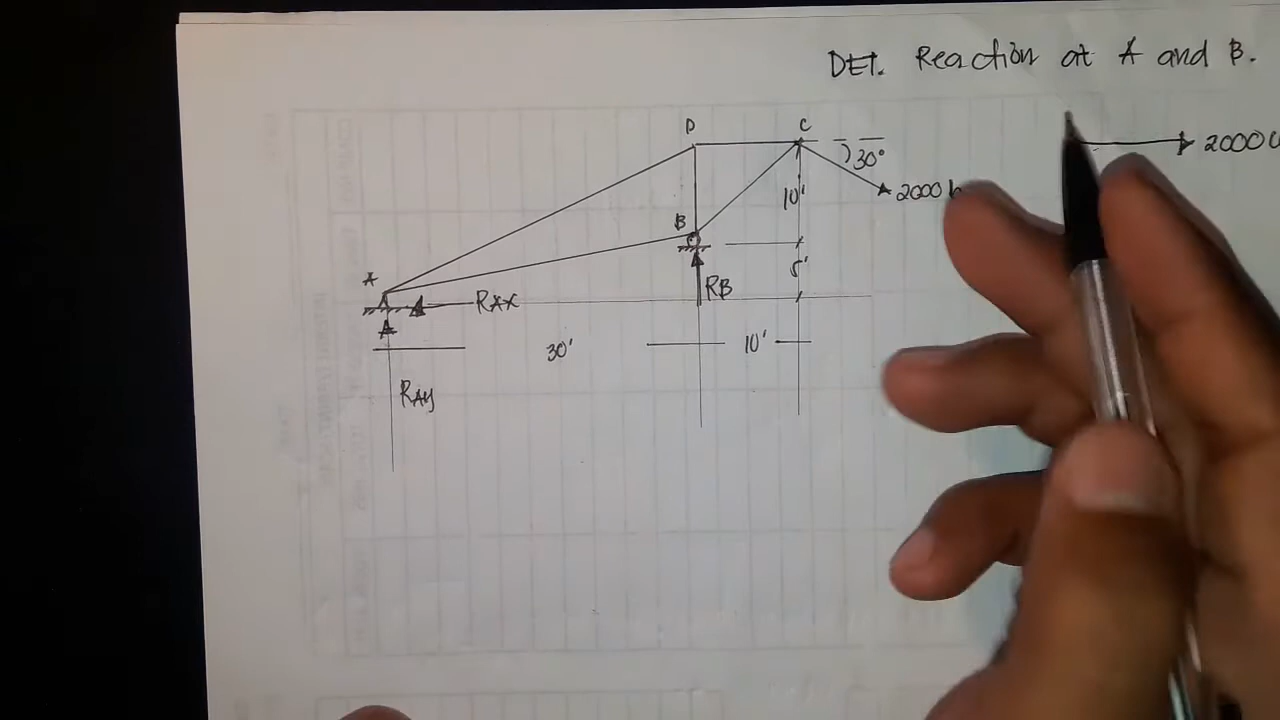 DET. Reaction at A and B.
D
C
30°
2000
10'
2000
B
5'
A
RB
RAX
30'
10'
RAY